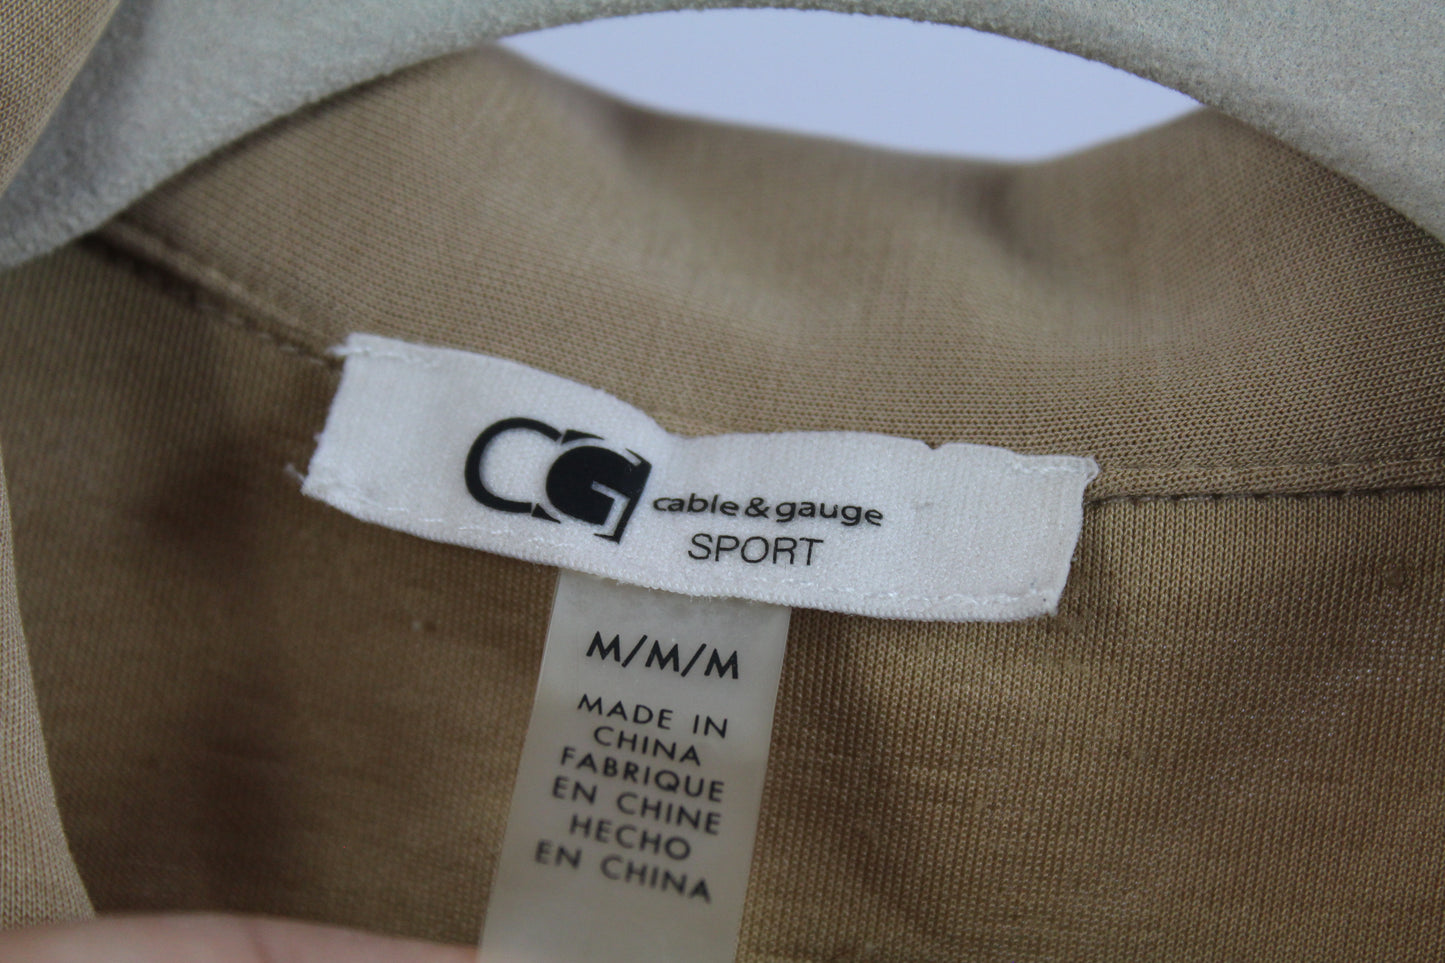 CG cable & gauge
SPORT
M/M/M
MADE IN
CHINA
FABRIQUE
EN CHINE
HECHO
EN CHINA